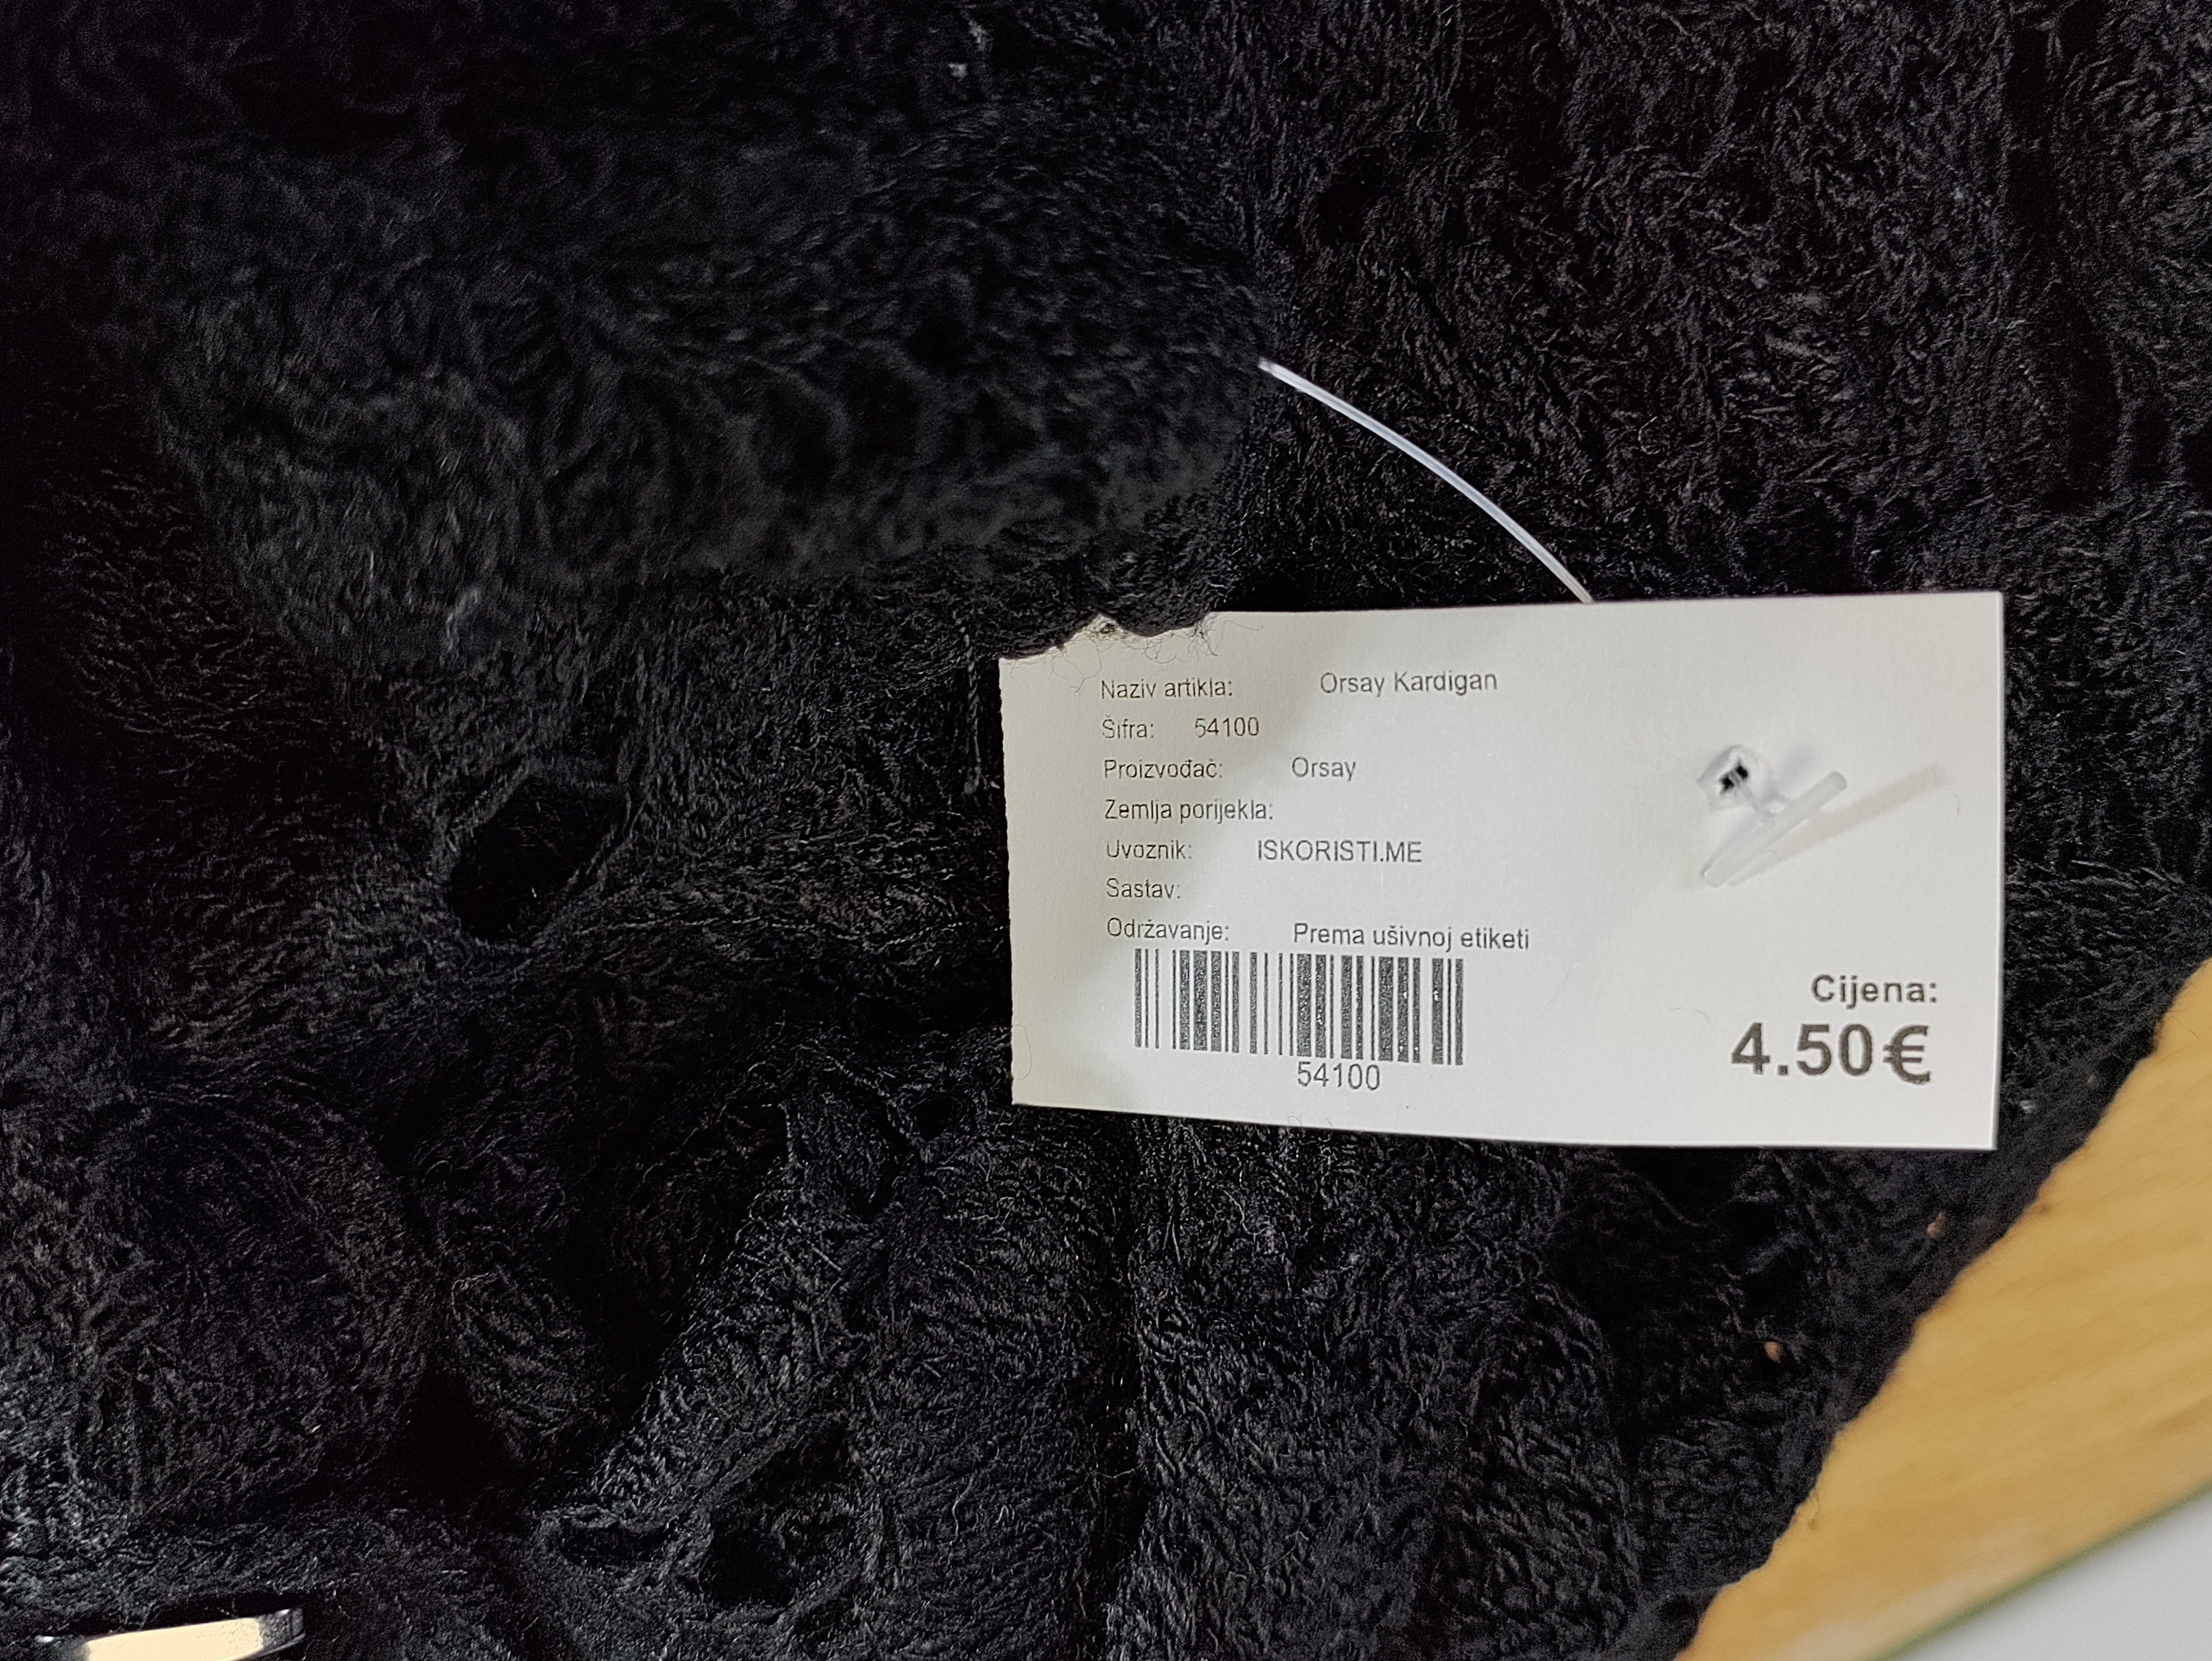 Naziv artikla: Orsay Kardigan
Šifra: 54100
Proizvođač: Orsay
Zemlja porijekla:
Uvoznik: ISKORISTI.ME
Sastav:
Održavanje: Prema ušivnoj etiketi
54100
Cijena:
4.50€